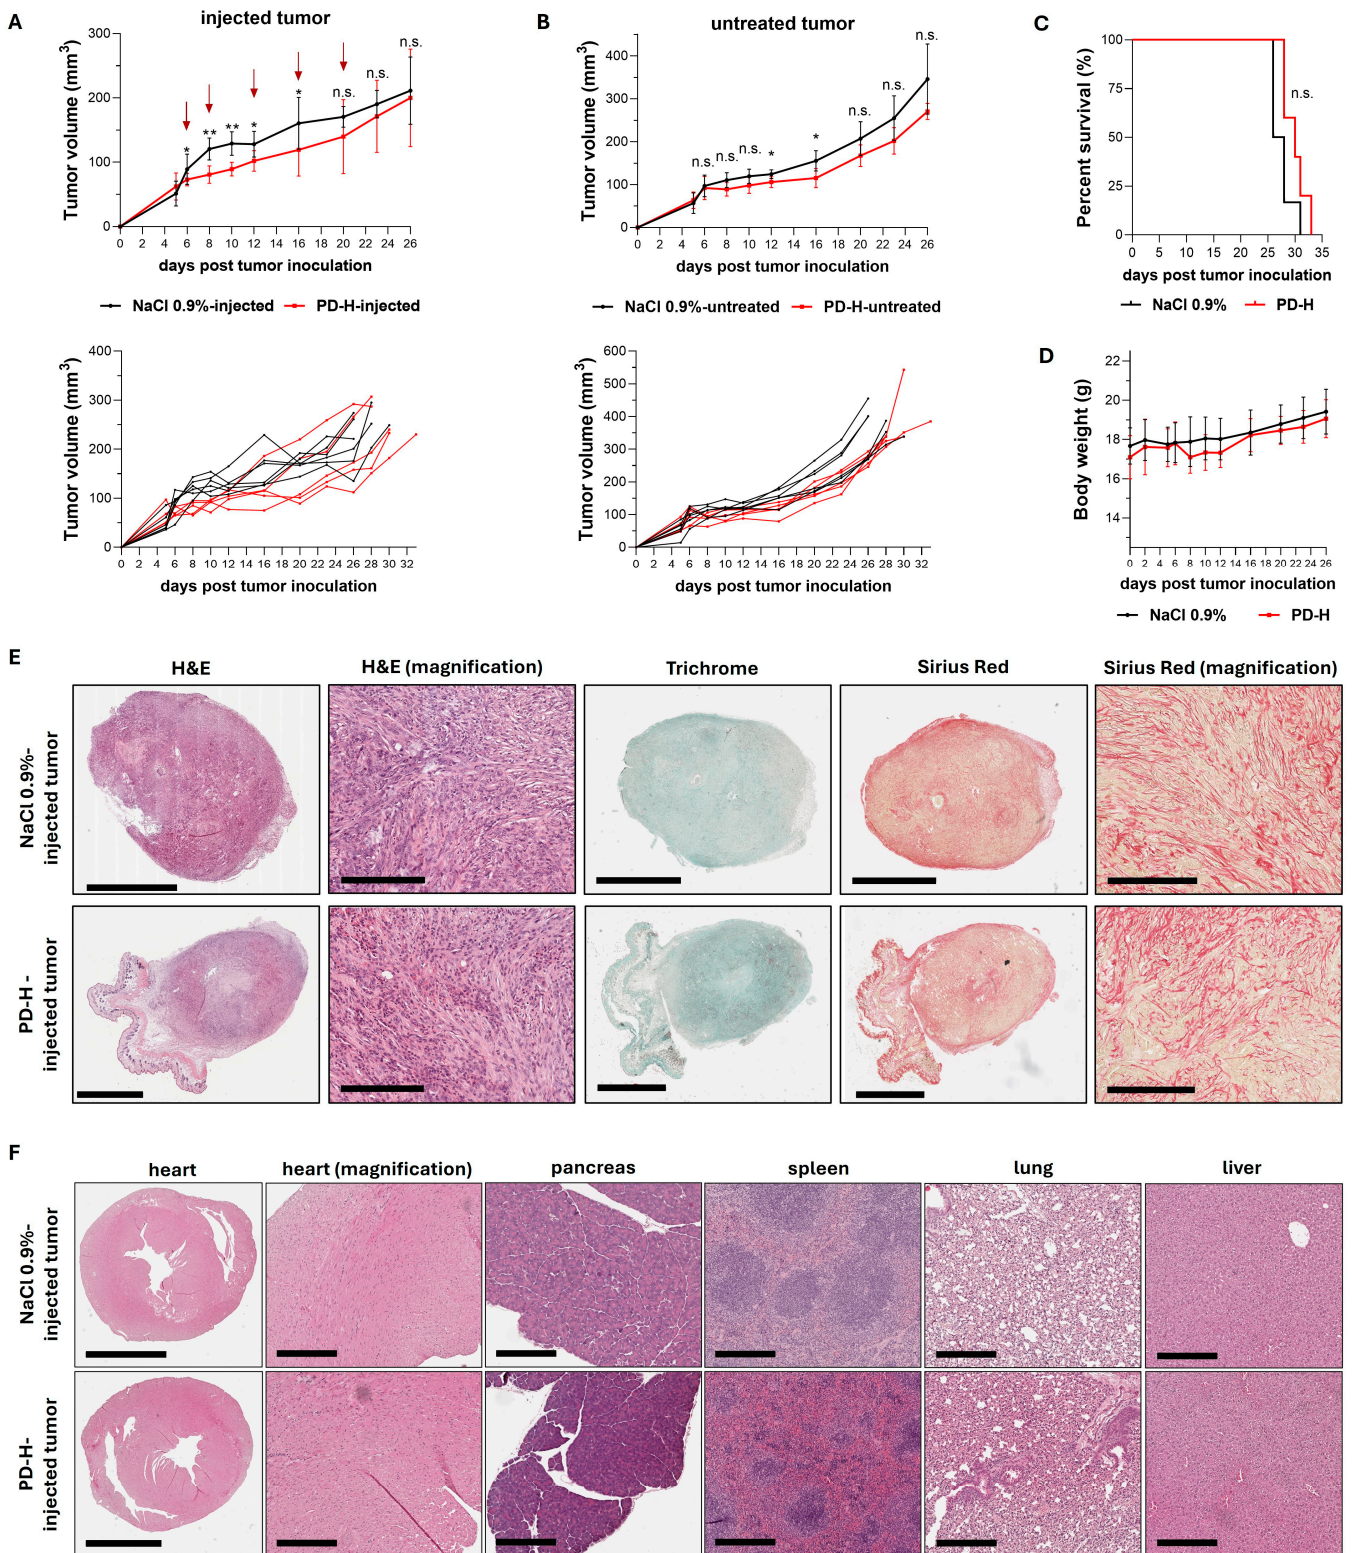 A
injected tumor
Tumor volume (mm³)
300
200
100
0
* ** ** * * n.s. n.s. n.s.
0 2 4 6 8 10 12 14 16 18 20 22 24 26
days post tumor inoculation
NaCl 0.9%-injected PD-H-injected
Tumor volume (mm³)
400
300
200
100
0
0 2 4 6 8 10 12 14 16 18 20 22 24 26 28 30 32
days post tumor inoculation
B
untreated tumor
Tumor volume (mm³)
400
300
200
100
0
n.s. n.s. n.s. * * n.s. n.s. n.s.
0 2 4 6 8 10 12 14 16 18 20 22 24 26
days post tumor inoculation
NaCl 0.9%-untreated PD-H-untreated
Tumor volume (mm³)
600
500
400
300
200
100
0
0 2 4 6 8 10 12 14 16 18 20 22 24 26 28 30 32
days post tumor inoculation
C
Percent survival (%)
100
75
50
25
0
n.s.
0 5 10 15 20 25 30 35
days post tumor inoculation
NaCl 0.9% PD-H
D
Body weight (g)
22
20
18
16
14
0 2 4 6 8 10 12 14 16 18 20 22 24 26
days post tumor inoculation
NaCl 0.9% PD-H
E
H&E H&E (magnification) Trichrome Sirius Red Sirius Red (magnification)
NaCl 0.9%-
injected tumor
PD-H-
injected tumor
F
heart heart (magnification) pancreas spleen lung liver
NaCl 0.9%-
injected tumor
PD-H-
injected tumor